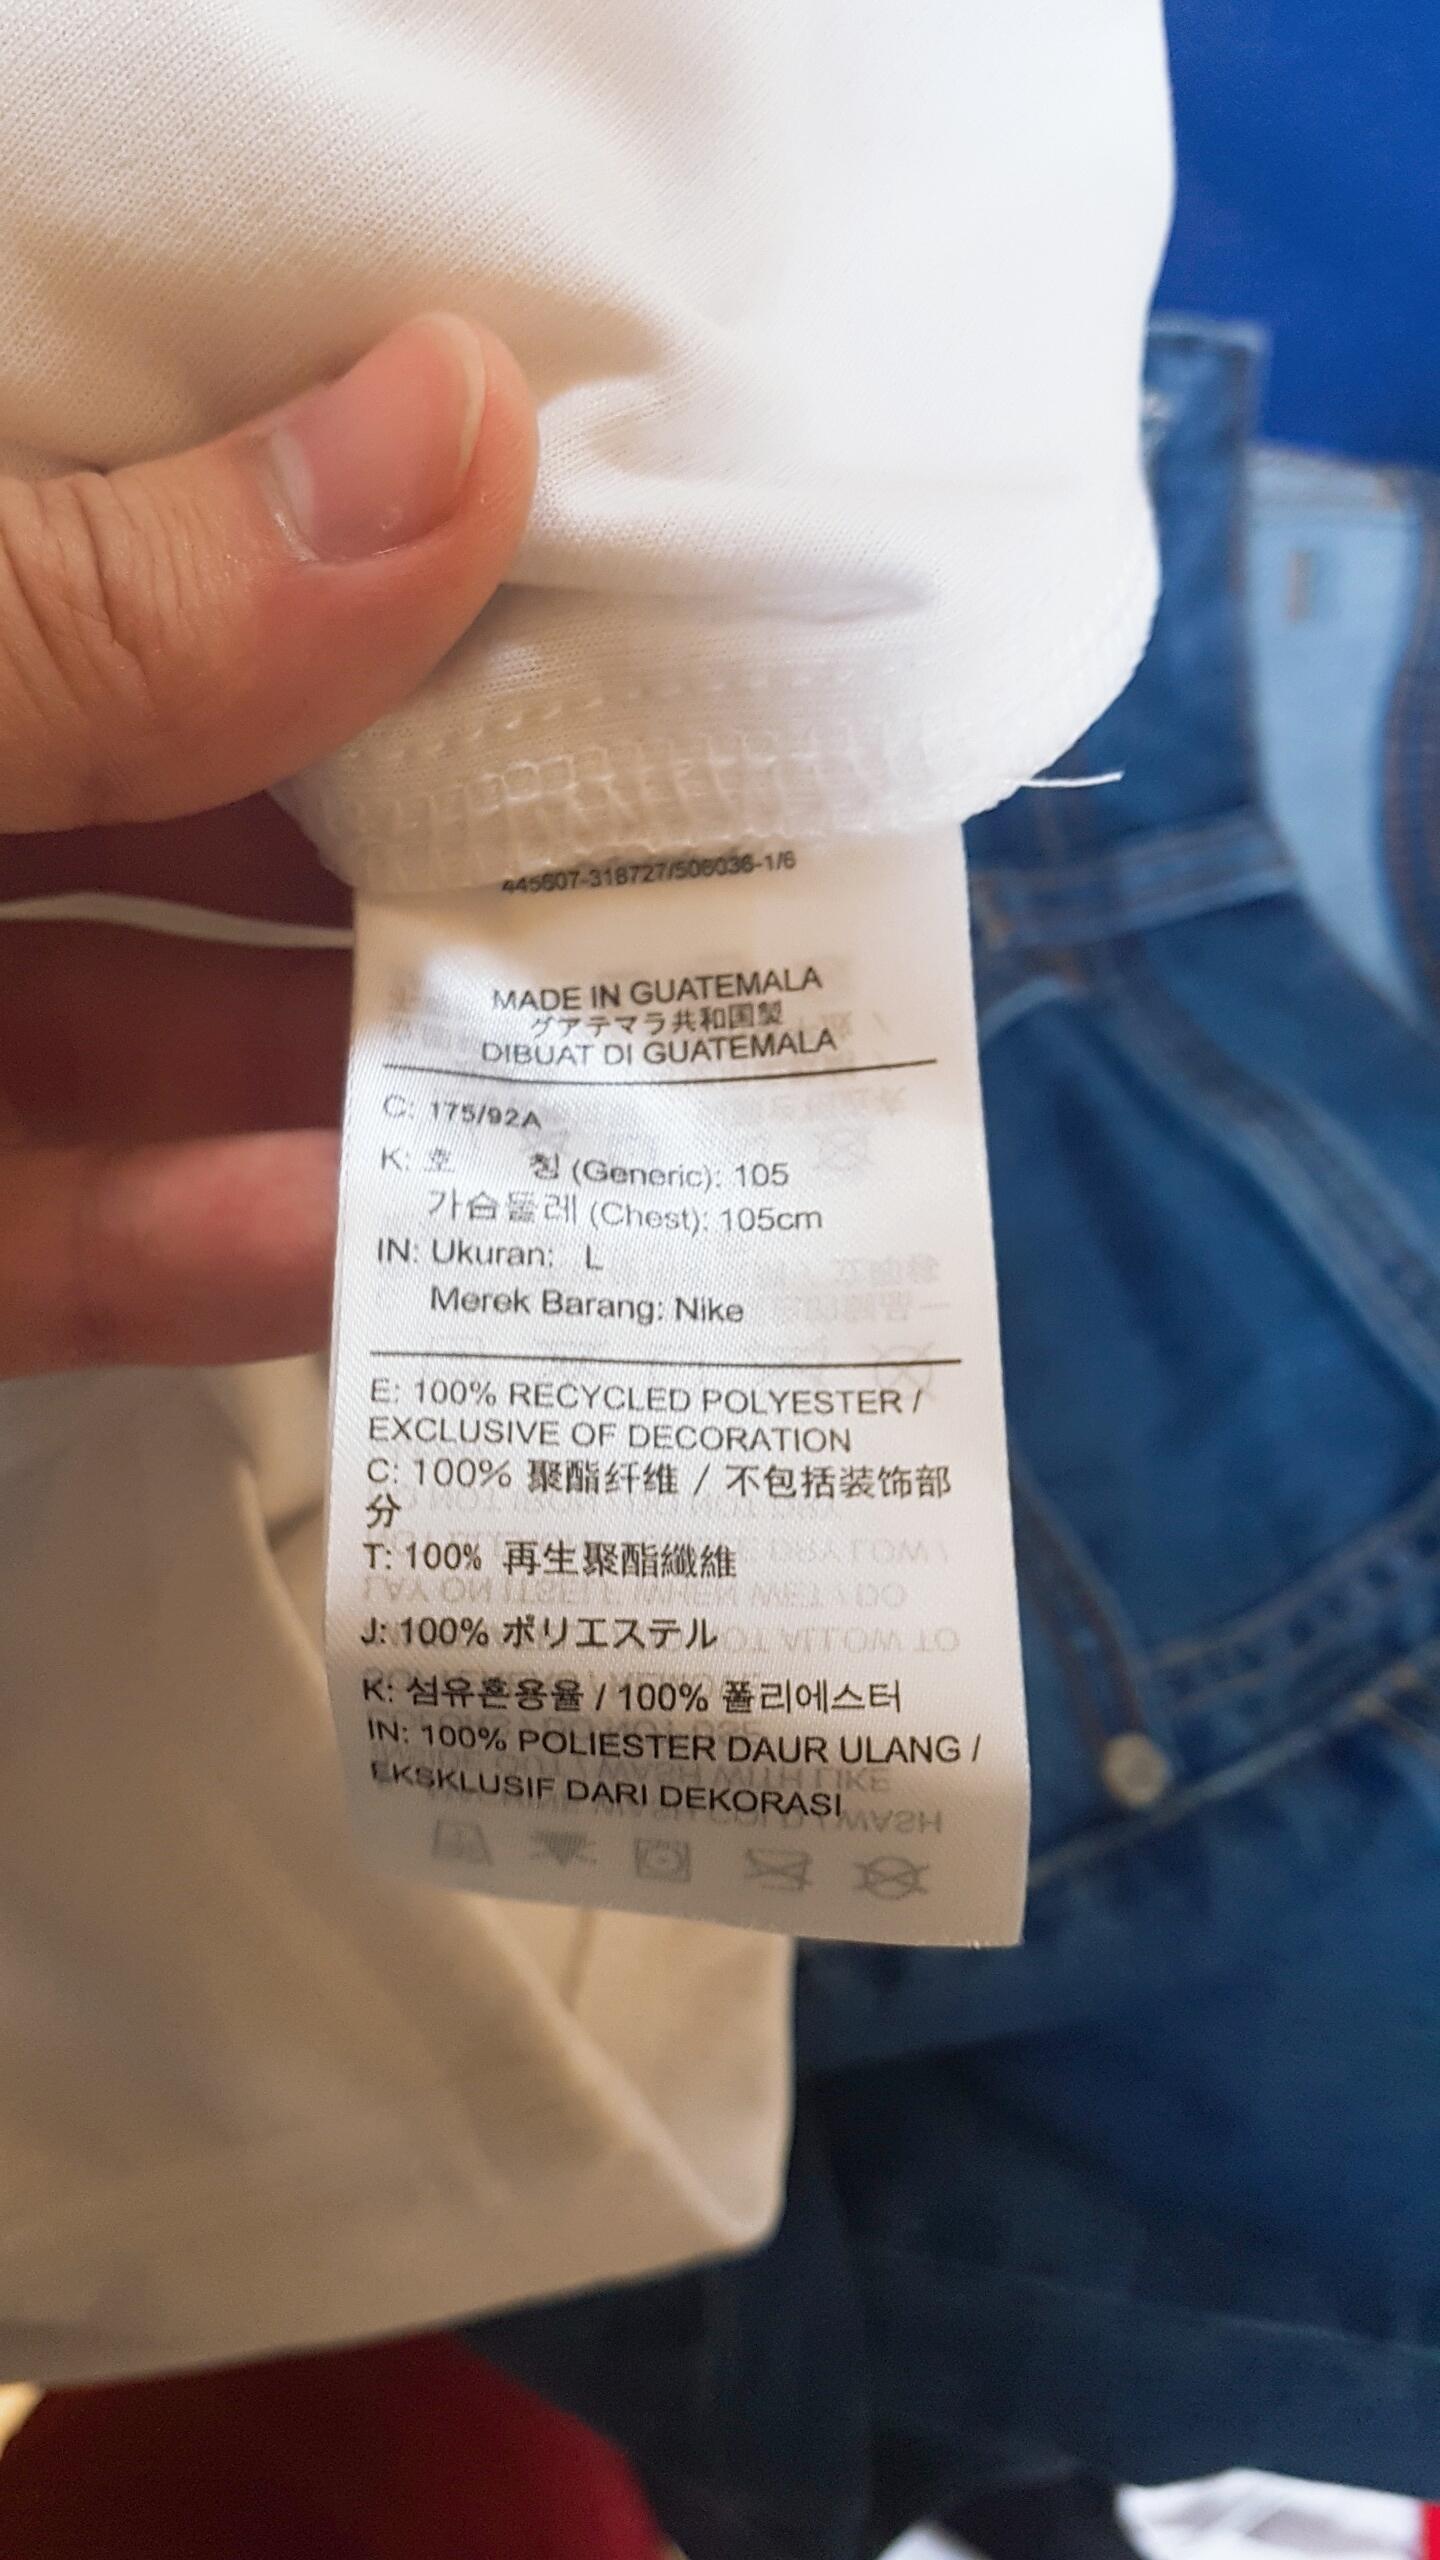 445607-318727/506036-1/6
MADE IN GUATEMALA
グアテマラ共和国製
DIBUAT DI GUATEMALA
C: 175/92A
K: 호 칭 (Generic): 105
가슴둘레 (Chest): 105cm
IN: Ukuran: L
Merek Barang: Nike
E: 100% RECYCLED POLYESTER /
EXCLUSIVE OF DECORATION
C: 100% 聚酯纤维 / 不包括装饰部
分
T: 100% 再生聚酯纖維
J: 100% ポリエステル
K: 섬유혼용율 / 100% 폴리에스터
IN: 100% POLIESTER DAUR ULANG /
EKSKLUSIF DARI DEKORASI